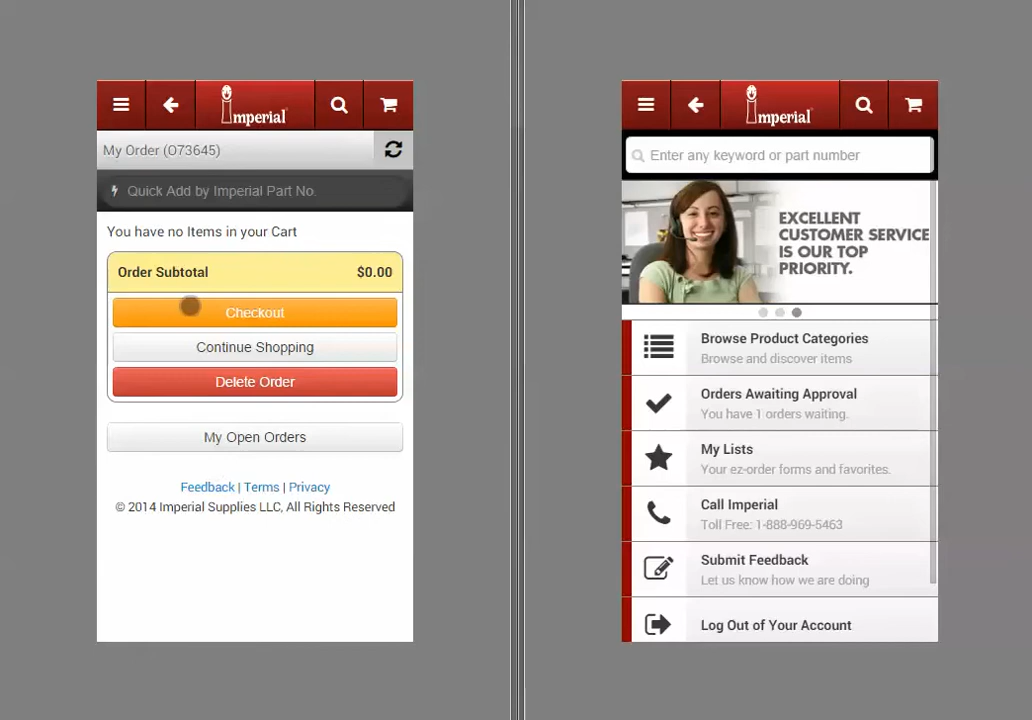 imperial
My Order (O73645)
Quick Add by Imperial Part No.
You have no Items in your Cart
Order Subtotal $0.00
Checkout
Continue Shopping
Delete Order
My Open Orders
Feedback | Terms | Privacy
© 2014 Imperial Supplies LLC, All Rights Reserved
imperial
Enter any keyword or part number
EXCELLENT
CUSTOMER SERVICE
IS OUR TOP
PRIORITY.
Browse Product Categories
Browse and discover items
Orders Awaiting Approval
You have 1 orders waiting.
My Lists
Your ez-order forms and favorites.
Call Imperial
Toll Free: 1-888-969-5463
Submit Feedback
Let us know how we are doing
Log Out of Your Account